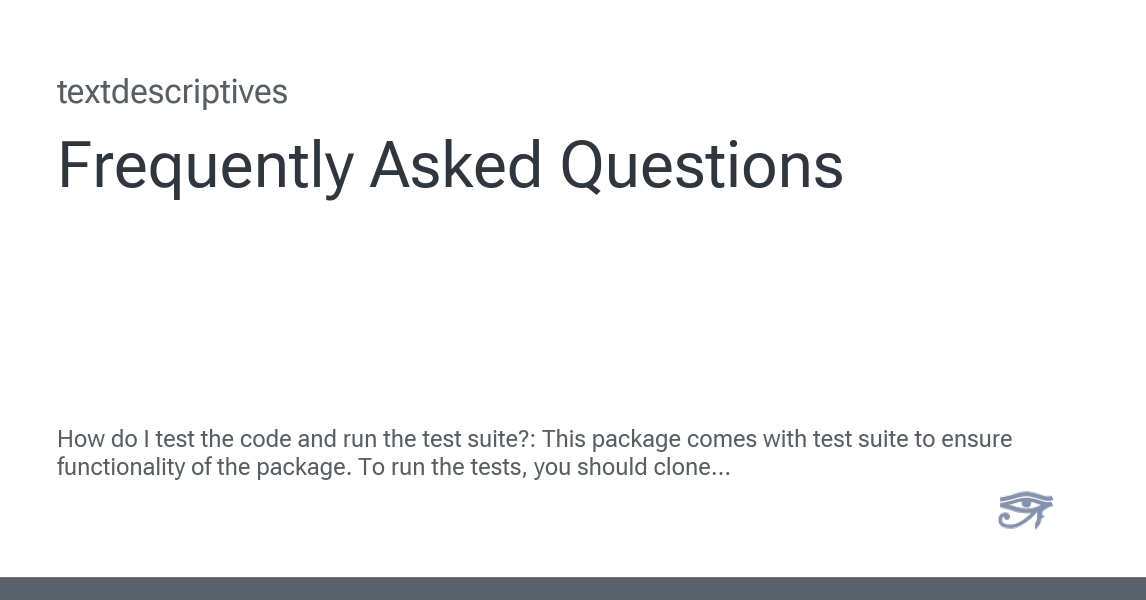 textdescriptives
Frequently Asked Questions
How do I test the code and run the test suite?: This package comes with test suite to ensure
functionality of the package. To run the tests, you should clone...